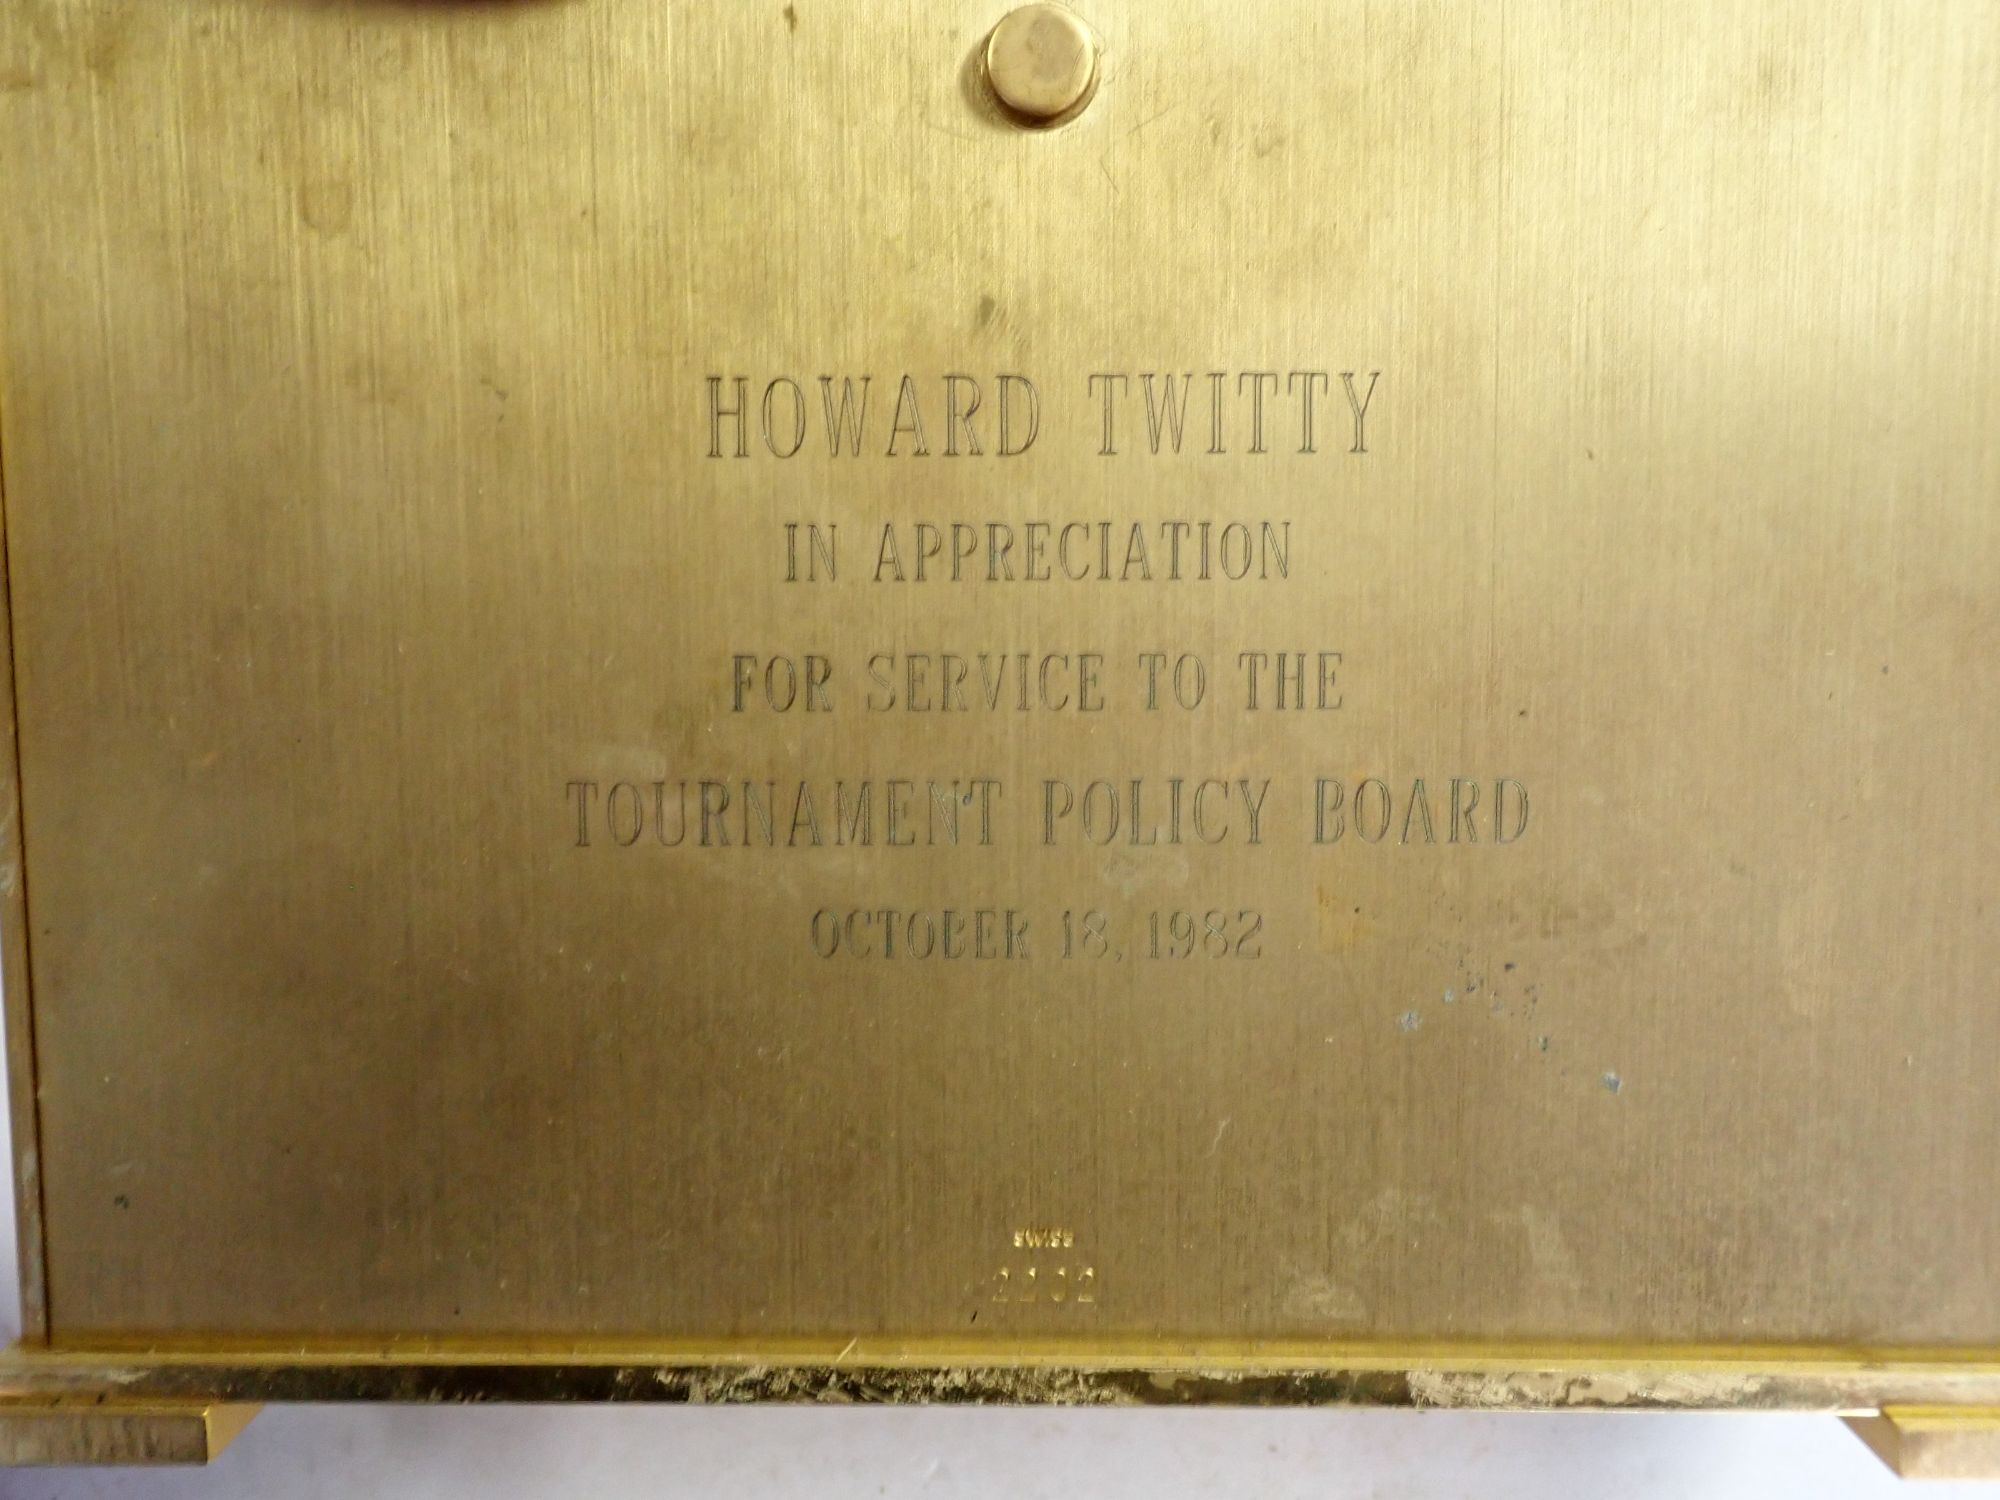 HOWARD TWITTY
IN APPRECIATION
FOR SERVICE TO THE
TOURNAMENT POLICY BOARD
OCTOBER 18, 1982
SWISS